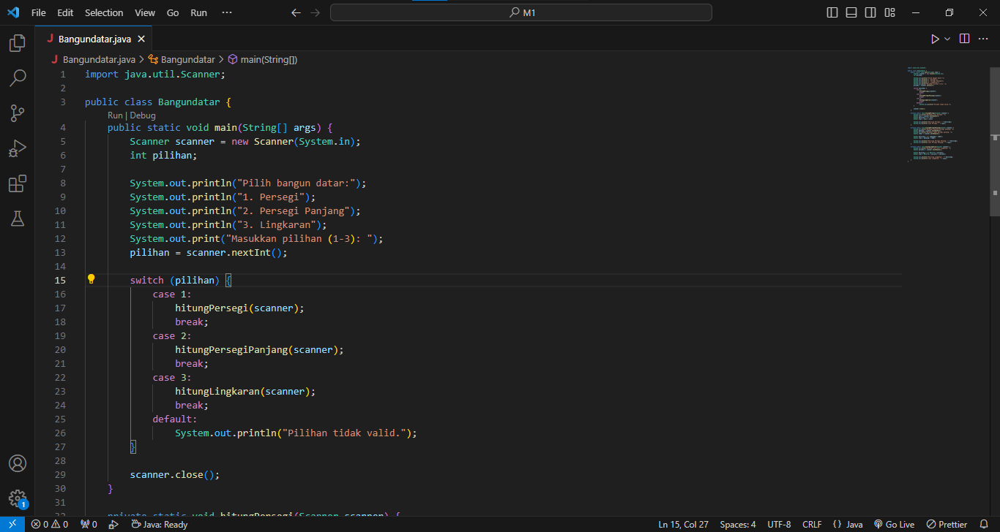 File Edit Selection View Go Run ···
M1
Bangundatar.java
Bangundatar.java > Bangundatar > main(String[])
1 import java.util.Scanner;
2
3 public class Bangundatar {
Run | Debug
4 public static void main(String[] args) {
5 Scanner scanner = new Scanner(System.in);
6 int pilihan;
7
8 System.out.println("Pilih bangun datar:");
9 System.out.println("1. Persegi");
10 System.out.println("2. Persegi Panjang");
11 System.out.println("3. Lingkaran");
12 System.out.print("Masukkan pilihan (1-3): ");
13 pilihan = scanner.nextInt();
14
15 switch (pilihan) {
16 case 1:
17 hitungPersegi(scanner);
18 break;
19 case 2:
20 hitungPersegiPanjang(scanner);
21 break;
22 case 3:
23 hitungLingkaran(scanner);
24 break;
25 default:
26 System.out.println("Pilihan tidak valid.");
27 }
28
29 scanner.close();
30 }
31
32 private static void hitungPersegi(Scanner scanner) {
1
0 0 0 Java: Ready Ln 15, Col 27 Spaces: 4 UTF-8 CRLF {} Java Go Live Prettier